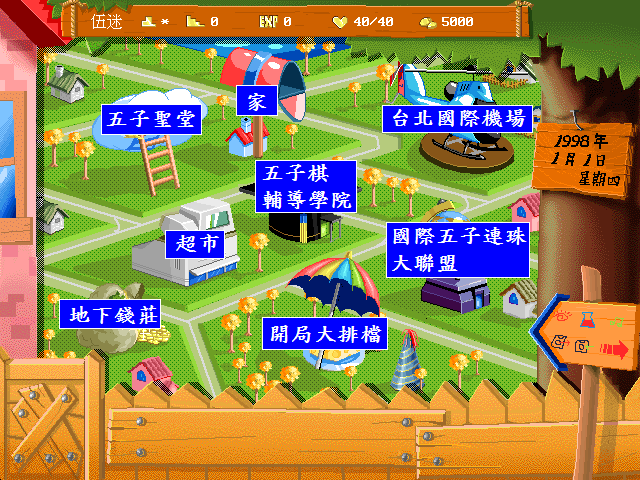 伍迷 * 0 EXP 0 40/40 5000
家
五子聖堂
台北國際機場
1998年
1月1日
星期四
五子棋
輔導學院
超市
國際五子連珠
大聯盟
地下錢莊
開局大排檔